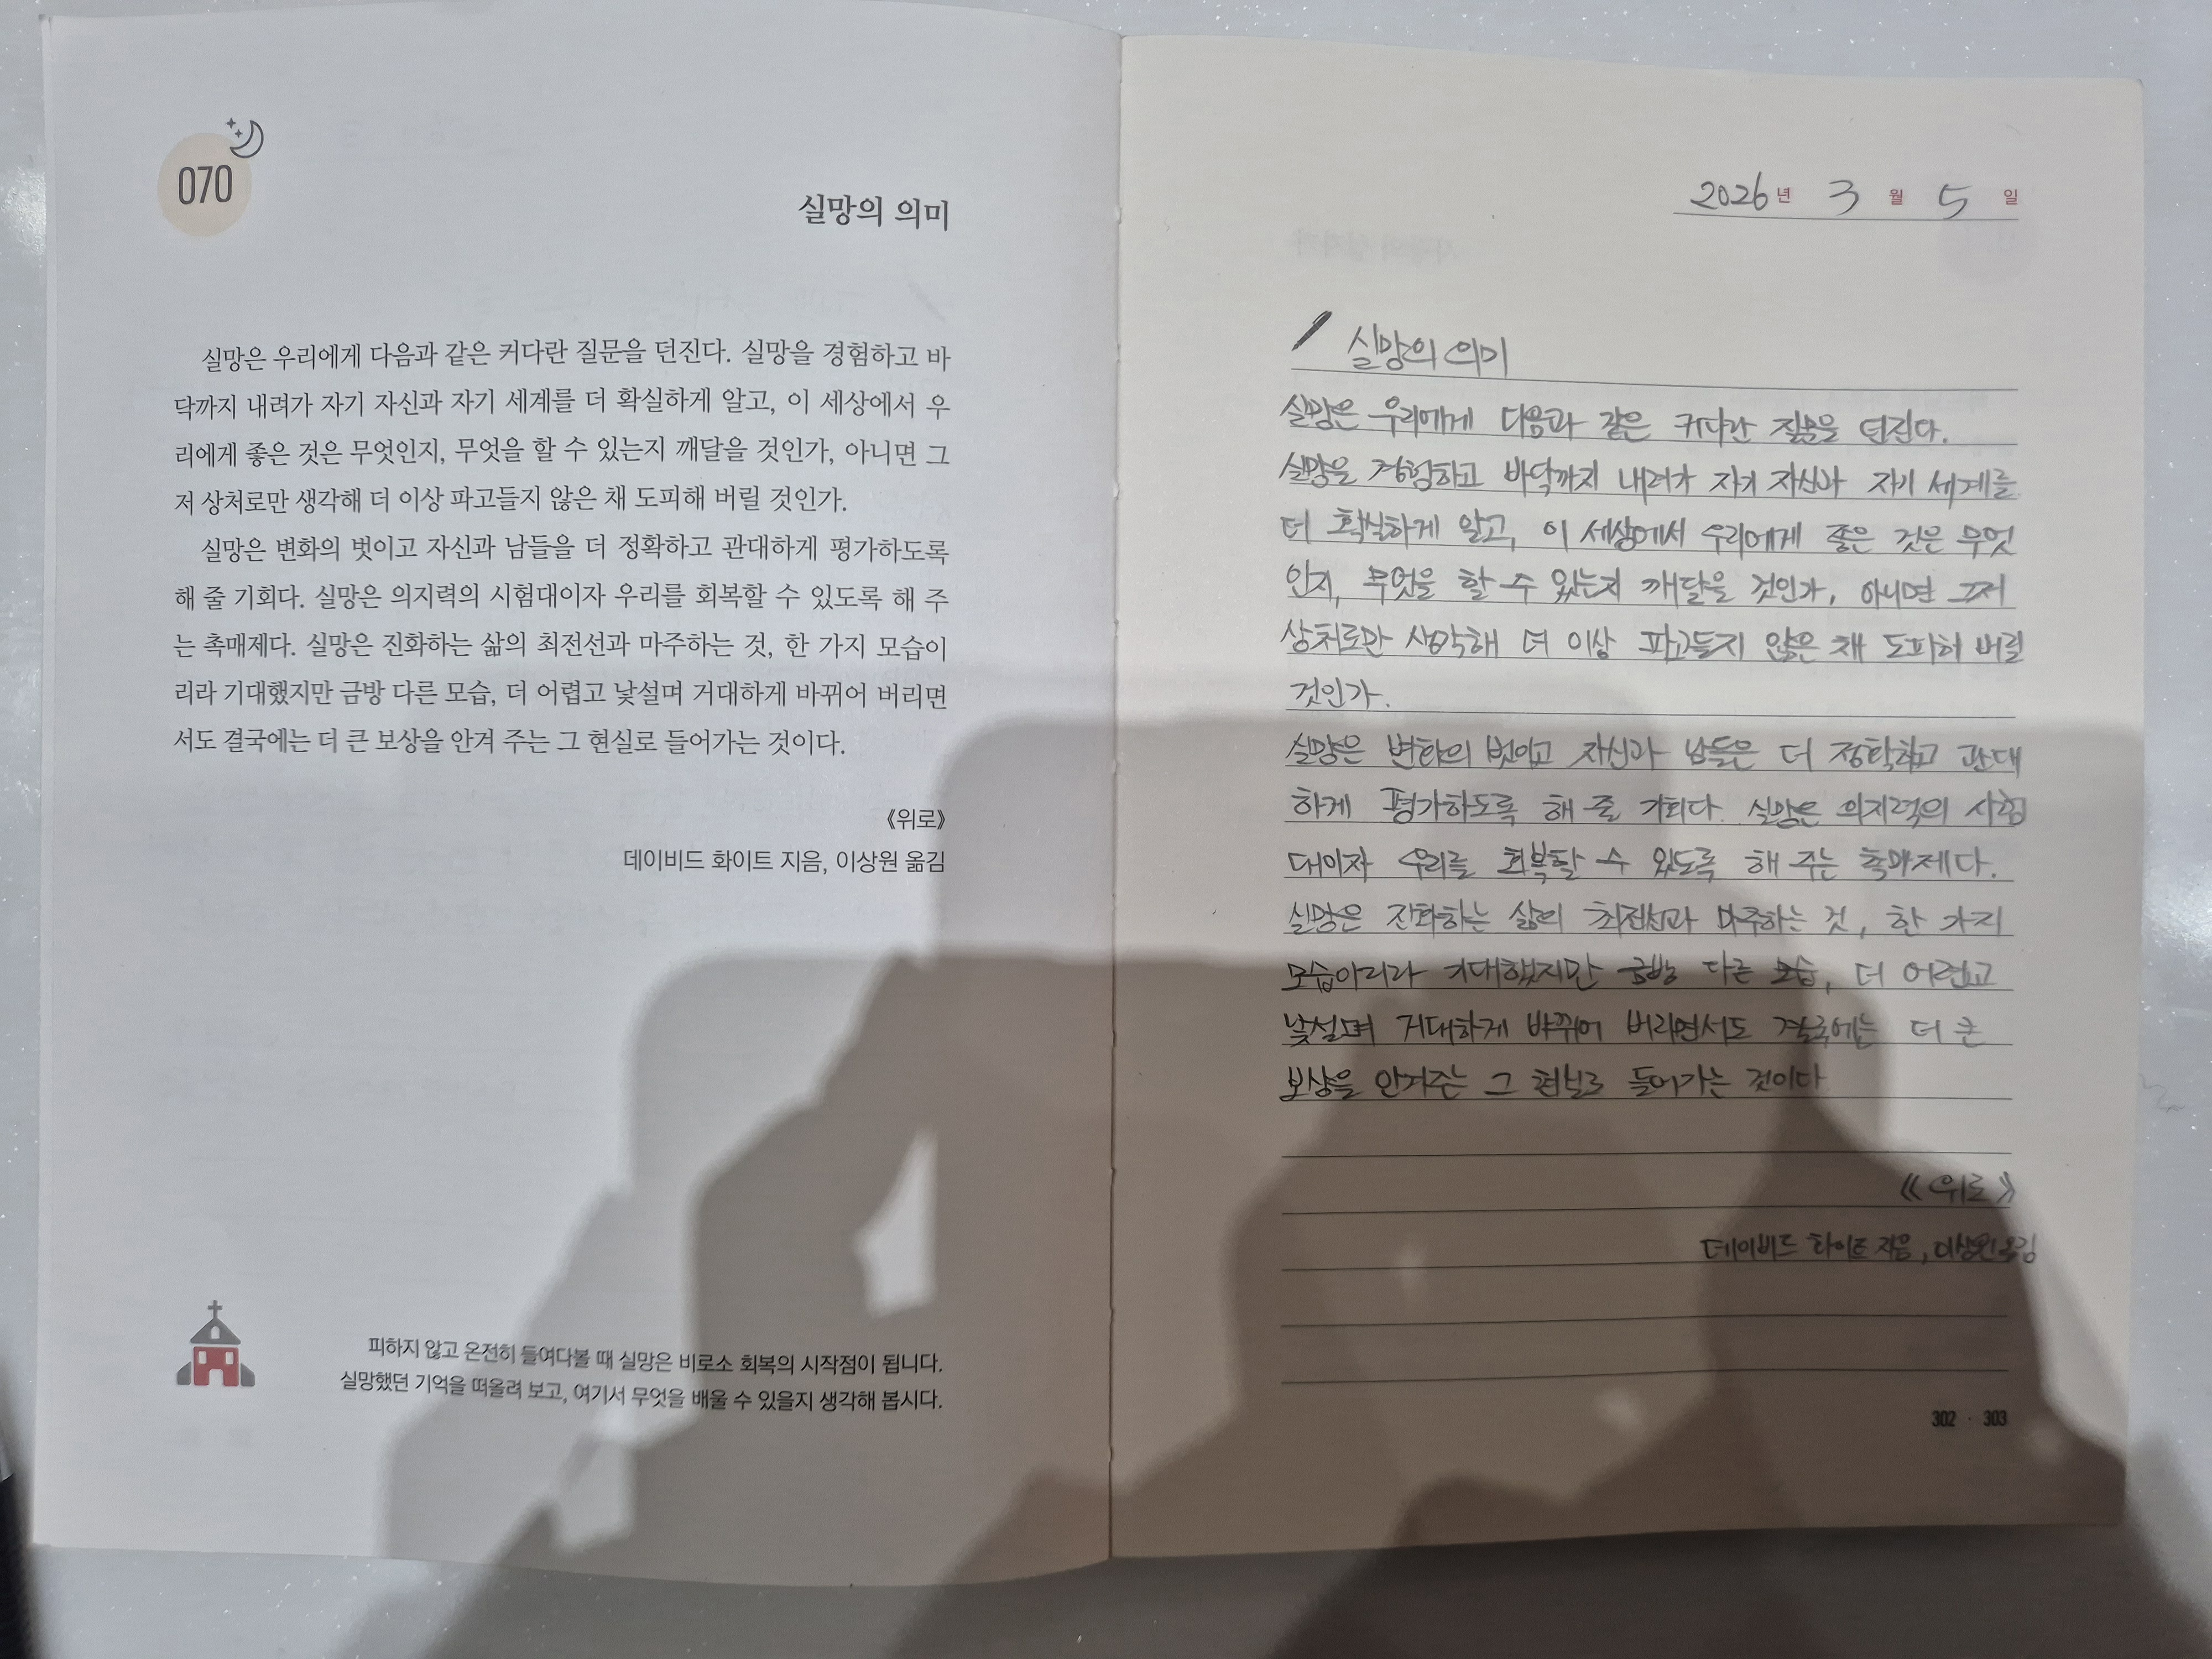 070
실망의 의미
실망은 우리에게 다음과 같은 커다란 질문을 던진다. 실망을 경험하고 바
닥까지 내려가 자기 자신과 자기 세계를 더 확실하게 알고, 이 세상에서 우
리에게 좋은 것은 무엇인지, 무엇을 할 수 있는지 깨달을 것인가, 아니면 그
저 상처로만 생각해 더 이상 파고들지 않은 채 도피해 버릴 것인가.
실망은 변화의 벗이고 자신과 남들을 더 정확하고 관대하게 평가하도록
해 줄 기회다. 실망은 의지력의 시험대이자 우리를 회복할 수 있도록 해 주
는 촉매제다. 실망은 진화하는 삶의 최전선과 마주하는 것, 한 가지 모습이
리라 기대했지만 금방 다른 모습, 더 어렵고 낯설며 거대하게 바뀌어 버리면
서도 결국에는 더 큰 보상을 안겨 주는 그 현실로 들어가는 것이다.
《위로》
데이비드 화이트 지음, 이상원 옮김
피하지 않고 온전히 들여다볼 때 실망은 비로소 회복의 시작점이 됩니다.
실망했던 기억을 떠올려 보고, 여기서 무엇을 배울 수 있을지 생각해 봅시다.
2026년 3월 5일
실망의 의미
실망은 우리에게 다음과 같은 커다란 질문을 던진다.
실망을 경험하고 바닥까지 내려가 자기 자신과 자기 세계를
더 확실하게 알고, 이 세상에서 우리에게 좋은 것은 무엇
인지, 무엇을 할 수 있는지 깨달을 것인가, 아니면 그저
상처로만 생각해 더 이상 파고들지 않은 채 도피해 버릴
것인가.
실망은 변화의 벗이고 자신과 남들은 더 정확하고 관대
하게 평가하도록 해 줄 기회다. 실망은 의지력의 시험
대이자 우리를 회복할 수 있도록 해 주는 촉매제다.
실망은 진화하는 삶의 최전선과 마주하는 것, 한 가지
모습이리라 기대했지만 금방 다른 모습, 더 어렵고
낯설며 거대하게 바뀌어 버리면서도 결국에는 더 큰
보상을 안겨주는 그 현실로 들어가는 것이다
《위로》
데이비드 화이트 지음, 이상원 옮김
302 · 303